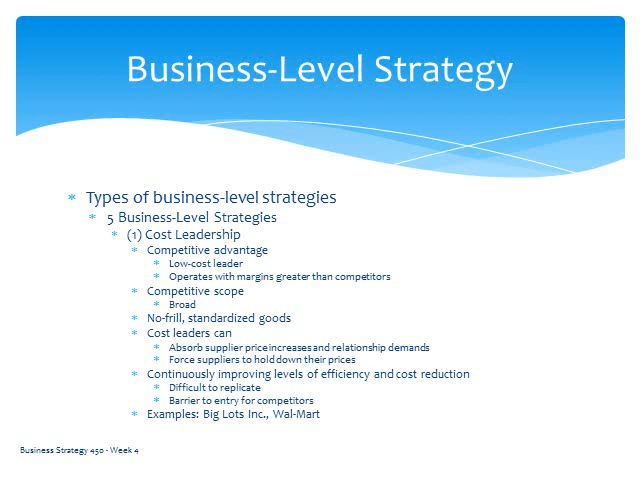 Business-Level Strategy
Types of business-level strategies
5 Business-Level Strategies
(1) Cost Leadership
Competitive advantage
Low-cost leader
Operates with margins greater than competitors
Competitive scope
Broad
No-frill, standardized goods
Cost leaders can
Absorb supplier price increases and relationship demands
Force suppliers to hold down their prices
Continuously improving levels of efficiency and cost reduction
Difficult to replicate
Barrier to entry for competitors
Examples: Big Lots Inc., Wal-Mart
Business Strategy 450 - Week 4